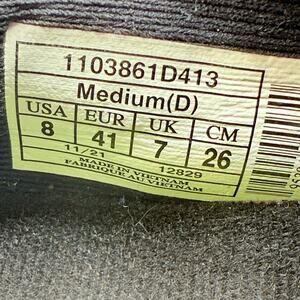 1103861D413
Medium(D)
USA EUR UK CM
8 41 7 26
11/21 12829
MADE IN VIETNAM
FABRIQUE AU VIETNAM